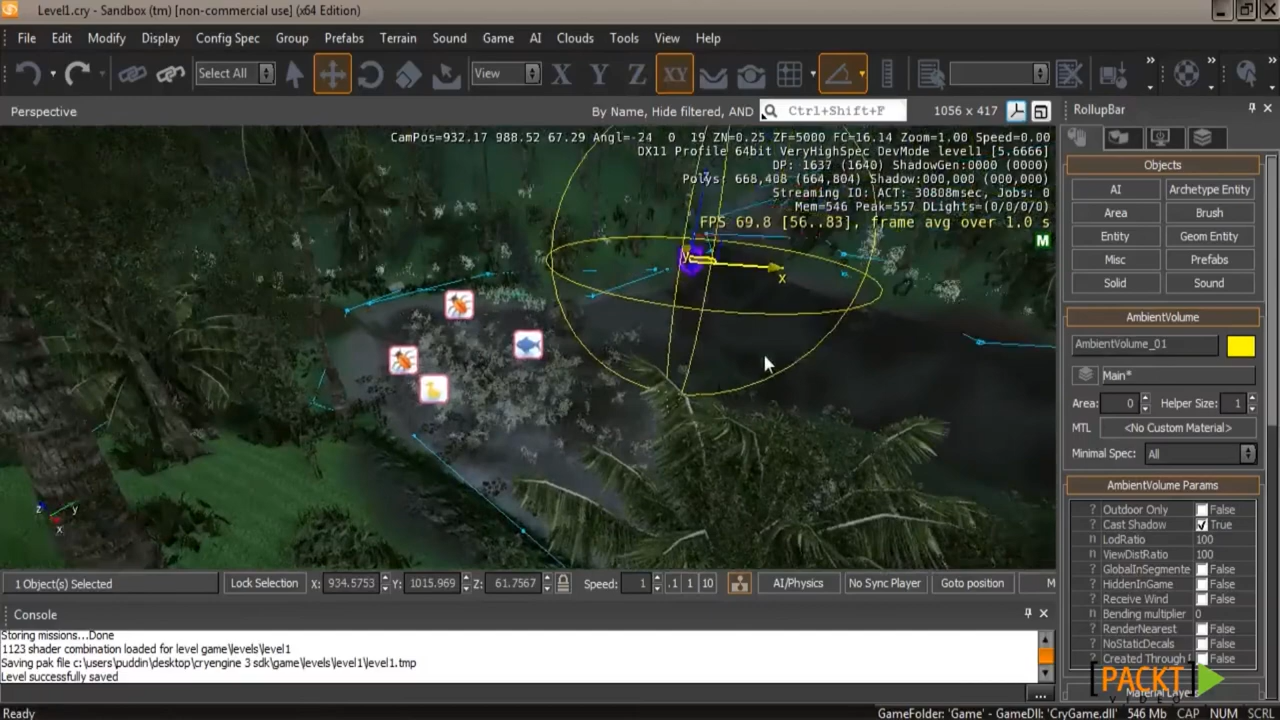 Level1.cry - Sandbox (tm) [non-commercial use] (x64 Edition)
File Edit Modify Display Config Spec Group Prefabs Terrain Sound Game AI Clouds Tools View Help
Select All View X Y Z XY
Perspective By Name, Hide filtered, AND Ctrl+Shift+F 1056 x 417
CamPos=932.17 988.52 67.29 Angl=-24 0 19 ZN=0.25 ZF=5000 FC=16.14 Zoom=1.00 Speed=0.00
DX11 Profile 64bit VeryHighSpec DevMode level1 [5.6666]
DP: 1637 (1640) ShadowGen:0000 (0000)
Polys: 668,408 (664,804) Shadow:000,000 (000,000)
Streaming IO: ACT: 30808msec, Jobs: 0
Mem=546 Peak=557 DLights=(0/0/0/0)
FPS 69.8 [56..83], frame avg over 1.0 s
M
z
y
x
z y
x
1 Object(s) Selected Lock Selection X: 934.5753 Y: 1015.969 Z: 61.7567 Speed: 1 .1 1 10 AI/Physics No Sync Player Goto position M
Console
Storing missions...Done
1123 shader combination loaded for level game\levels\level1
Saving pak file c:\users\puddin\desktop\cryengine 3 sdk\game\levels\level1\level1.tmp
Level successfully saved
...
RollupBar
Objects
AI Archetype Entity
Area Brush
Entity Geom Entity
Misc Prefabs
Solid Sound
AmbientVolume
AmbientVolume_01
Main*
Area: 0 Helper Size: 1
MTL <No Custom Material>
Minimal Spec: All
AmbientVolume Params
? Outdoor Only False
? Cast Shadow True
n LodRatio 100
n ViewDistRatio 100
? GlobalInSegmente False
? HiddenInGame False
? Receive Wind False
n Bending multiplier 0
? RenderNearest False
? NoStaticDecals False
? Created Through False
[PACKT]
VIDEO
Ready GameFolder: 'Game' - GameDll: 'CryGame.dll' 546 Mb CAP NUM SCRL